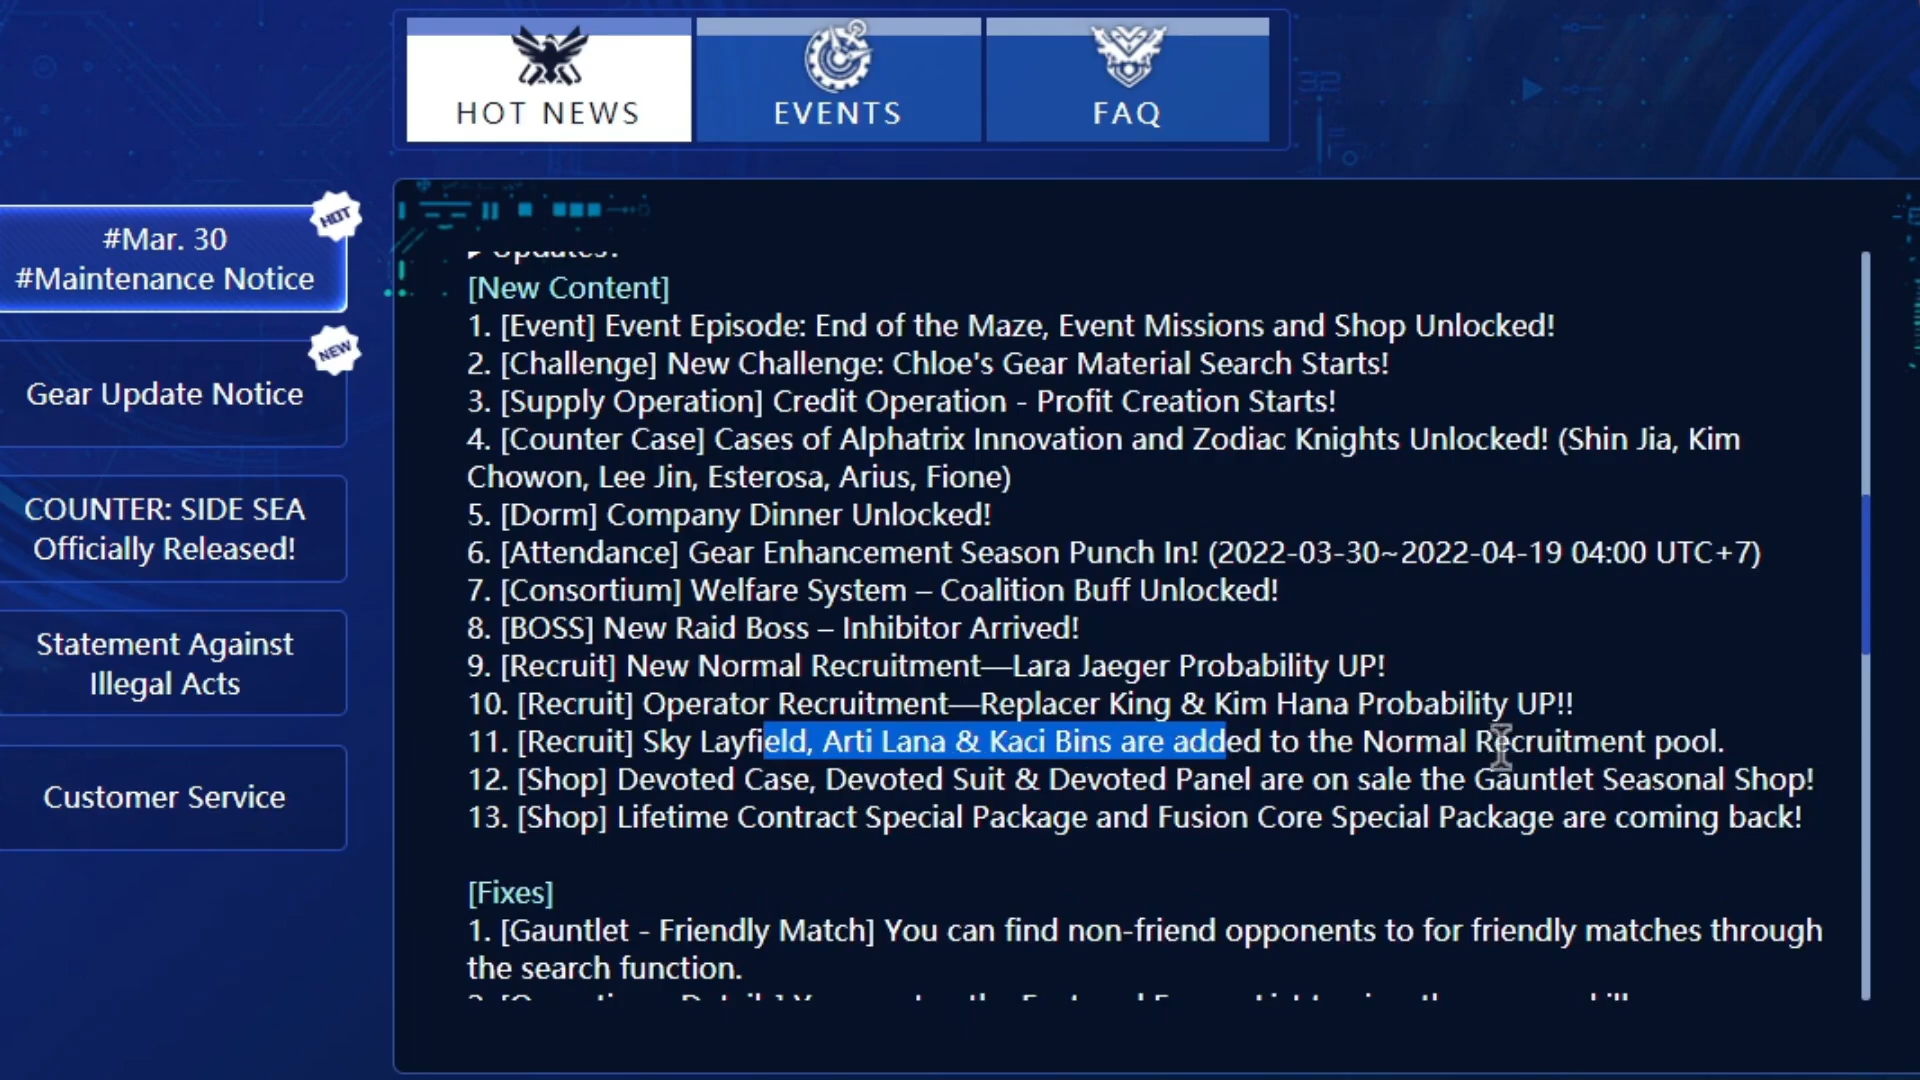 HOT NEWS
EVENTS
FAQ
HOT
#Mar. 30
#Maintenance Notice
NEW
Gear Update Notice
COUNTER: SIDE SEA
Officially Released!
Statement Against
Illegal Acts
Customer Service
Updates:
[New Content]
1. [Event] Event Episode: End of the Maze, Event Missions and Shop Unlocked!
2. [Challenge] New Challenge: Chloe's Gear Material Search Starts!
3. [Supply Operation] Credit Operation - Profit Creation Starts!
4. [Counter Case] Cases of Alphatrix Innovation and Zodiac Knights Unlocked! (Shin Jia, Kim
Chowon, Lee Jin, Esterosa, Arius, Fione)
5. [Dorm] Company Dinner Unlocked!
6. [Attendance] Gear Enhancement Season Punch In! (2022-03-30~2022-04-19 04:00 UTC+7)
7. [Consortium] Welfare System – Coalition Buff Unlocked!
8. [BOSS] New Raid Boss – Inhibitor Arrived!
9. [Recruit] New Normal Recruitment—Lara Jaeger Probability UP!
10. [Recruit] Operator Recruitment—Replacer King & Kim Hana Probability UP!!
11. [Recruit] Sky Layfield, Arti Lana & Kaci Bins are added to the Normal Recruitment pool.
12. [Shop] Devoted Case, Devoted Suit & Devoted Panel are on sale the Gauntlet Seasonal Shop!
13. [Shop] Lifetime Contract Special Package and Fusion Core Special Package are coming back!
[Fixes]
1. [Gauntlet - Friendly Match] You can find non-friend opponents to for friendly matches through
the search function.